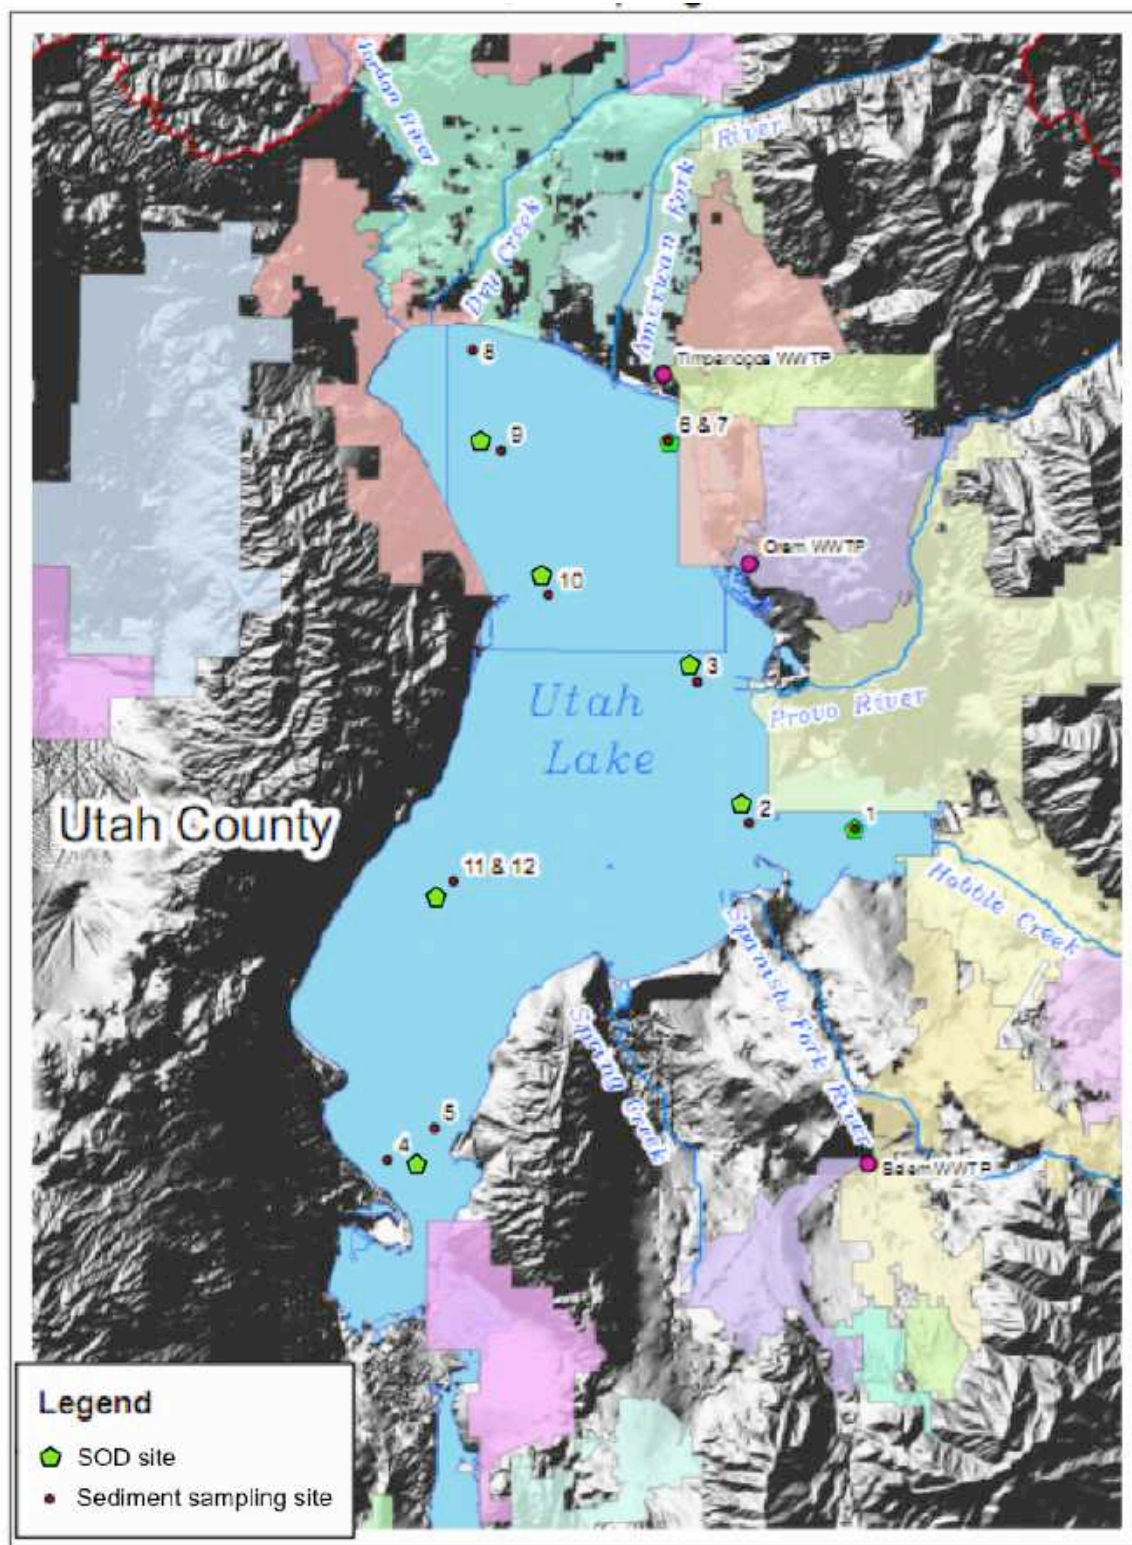 Jordan River
River
Dry Creek
American Fork
Timpanogos WWTP
8
9
6 & 7
Orem WWTP
10
3
Utah
Lake
Provo River
2
1
Utah County
11 & 12
Hobble Creek
Spanish Fork River
Spring Creek
5
4
Salem WWTP
Legend
SOD site
Sediment sampling site